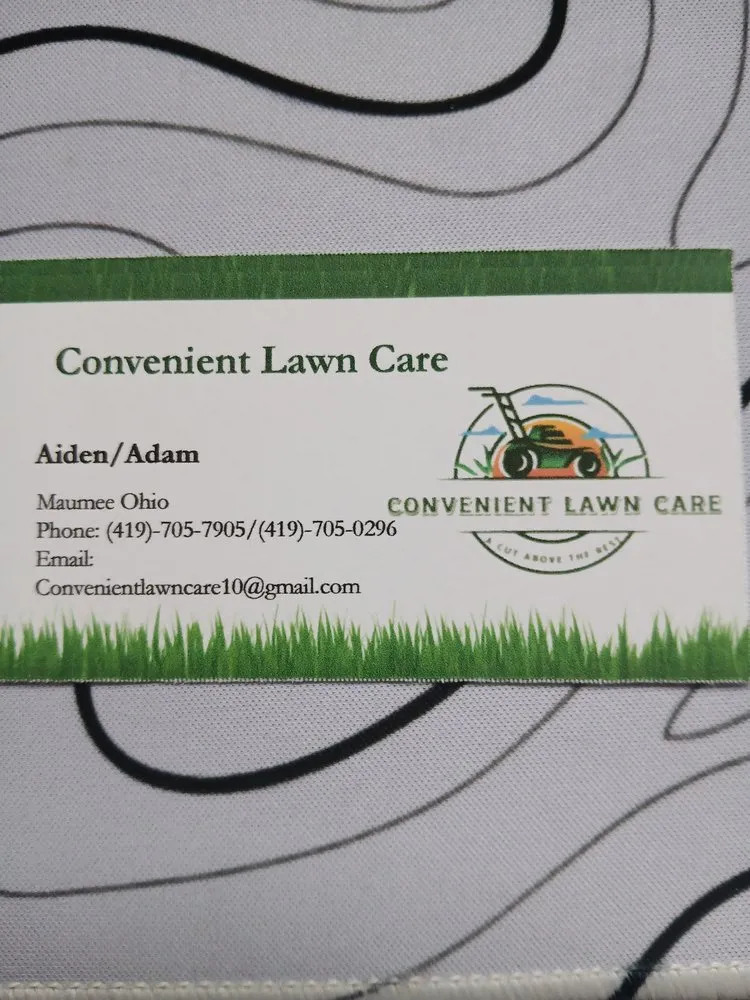 Convenient Lawn Care
Aiden/Adam
Maumee Ohio
Phone: (419)-705-7905/(419)-705-0296
Email:
Convenientlawncare10@gmail.com
CONVENIENT LAWN CARE
A CUT ABOVE THE REST